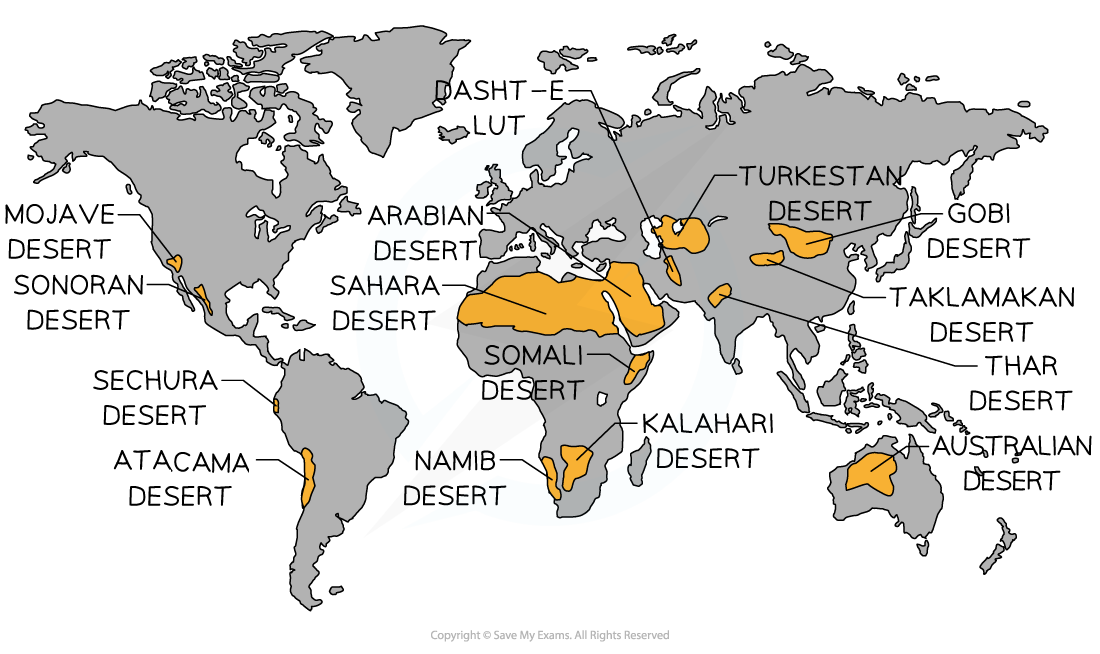 DASHT-E
LUT
TURKESTAN
DESERT
MOJAVE
DESERT
ARABIAN
DESERT
GOBI
DESERT
SONORAN
DESERT
SAHARA
DESERT
TAKLAMAKAN
DESERT
SOMALI
DESERT
THAR
DESERT
SECHURA
DESERT
KALAHARI
DESERT
ATACAMA
DESERT
NAMIB
DESERT
AUSTRALIAN
DESERT
Copyright © Save My Exams. All Rights Reserved